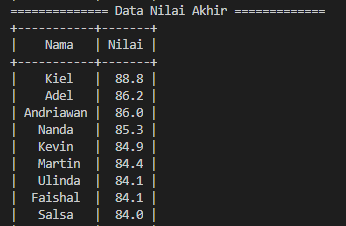 ============== Data Nilai Akhir =============
+-----------+-------+
|    Nama   | Nilai |
+-----------+-------+
|    Kiel   |  88.8 |
|    Adel   |  86.2 |
| Andriawan |  86.0 |
|   Nanda   |  85.3 |
|   Kevin   |  84.9 |
|   Martin  |  84.4 |
|   Ulinda  |  84.1 |
|  Faishal  |  84.1 |
|   Salsa   |  84.0 |